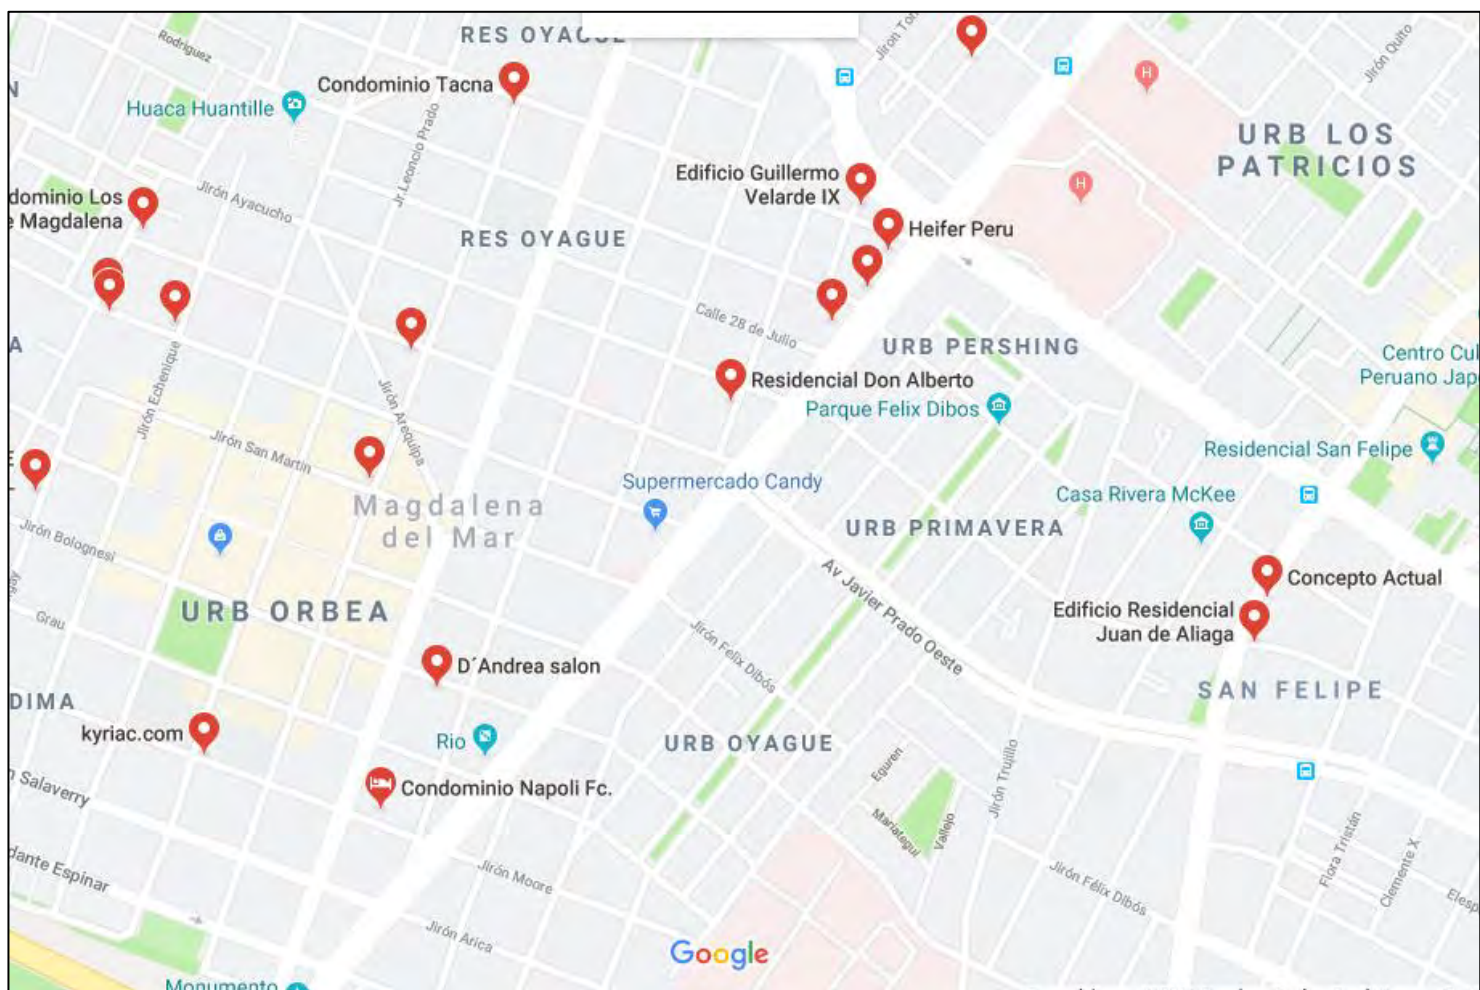 Rodriguez
RES OYAGUE
Jirón Quito
Condominio Tacna
Huaca Huantille
Jr. Leoncio Prado
URB LOS
PATRICIOS
H
H
Edificio Guillermo
Velarde IX
Jirón Ayacucho
dominio Los
e Magdalena
Heifer Peru
RES OYAGUE
Calle 28 de Julio
URB PERSHING
Centro Cul
Peruano Jap
Residencial Don Alberto
Parque Felix Dibos
Jirón Echenique
Jirón Arequipa
Jirón San Martin
Residencial San Felipe
Supermercado Candy
Casa Rivera McKee
Magdalena
del Mar
URB PRIMAVERA
Jirón Bolognesi
Av Javier Prado Oeste
Concepto Actual
URB ORBEA
Edificio Residencial
Juan de Aliaga
Grau
Jirón Felix Dibós
D´Andrea salon
SAN FELIPE
DIMA
kyriac.com
Rio
URB OYAGUE
Eguren
Jirón Trujillo
Salaverry
Condominio Napoli Fc.
Mariategui
Vallejo
Flora Tristán
Clemente X
dante Espinar
Jirón Moore
Jirón Félix Dibós
Elesp
Jirón Arica
Google
Monumento